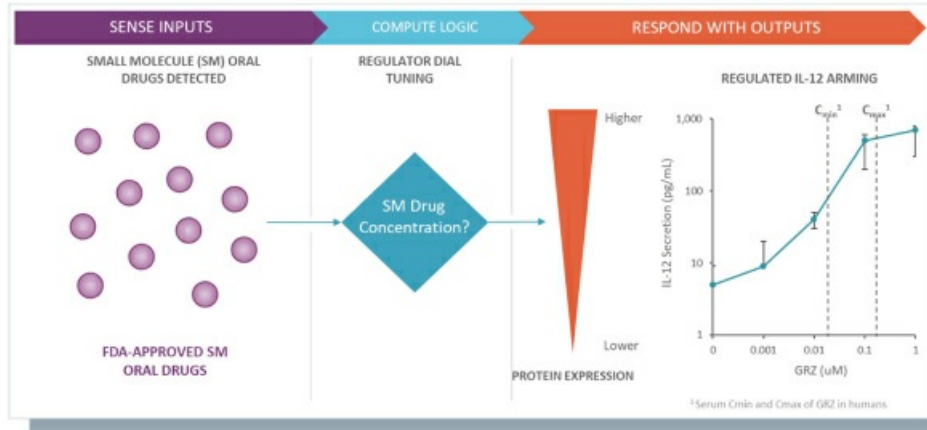 SENSE INPUTS
COMPUTE LOGIC
RESPOND WITH OUTPUTS
SMALL MOLECULE (SM) ORAL
DRUGS DETECTED
REGULATOR DIAL
TUNING
REGULATED IL-12 ARMING
SM Drug
Concentration?
Higher
Lower
FDA-APPROVED SM
ORAL DRUGS
PROTEIN EXPRESSION
Cmin¹
Cmax¹
IL-12 Secretion (pg/mL)
1,000
100
10
1
0
0.001
0.01
0.1
1
GRZ (uM)
¹ Serum Cmin and Cmax of GRZ in humans